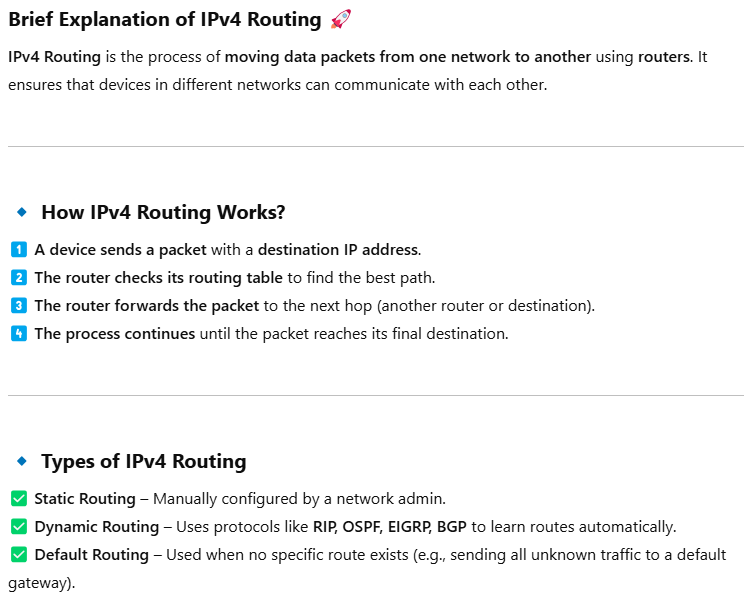 Brief Explanation of IPv4 Routing 🚀
IPv4 Routing is the process of moving data packets from one network to another using routers. It
ensures that devices in different networks can communicate with each other.
🔹 How IPv4 Routing Works?
1️⃣ A device sends a packet with a destination IP address.
2️⃣ The router checks its routing table to find the best path.
3️⃣ The router forwards the packet to the next hop (another router or destination).
4️⃣ The process continues until the packet reaches its final destination.
🔹 Types of IPv4 Routing
✅ Static Routing – Manually configured by a network admin.
✅ Dynamic Routing – Uses protocols like RIP, OSPF, EIGRP, BGP to learn routes automatically.
✅ Default Routing – Used when no specific route exists (e.g., sending all unknown traffic to a default
gateway).